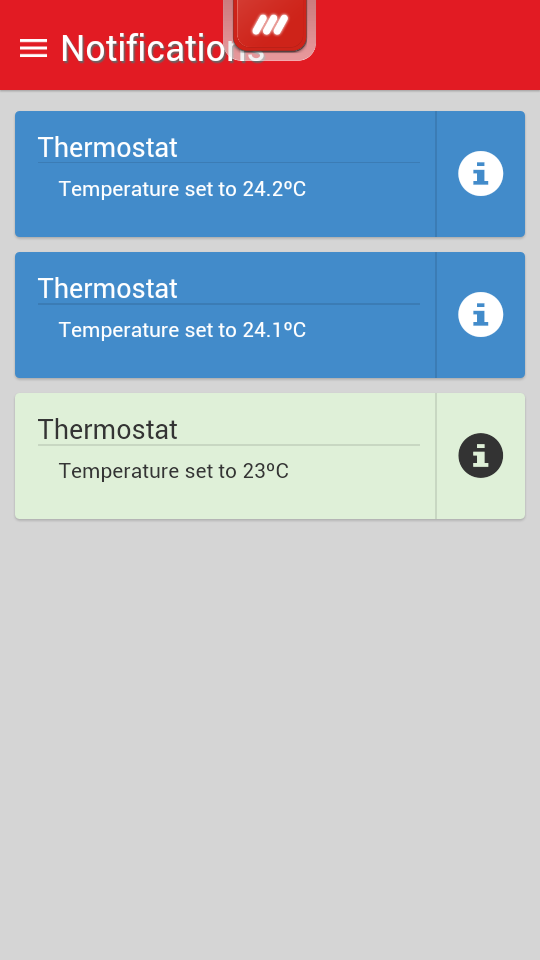 Notifications
Thermostat
Temperature set to 24.2ºC
Thermostat
Temperature set to 24.1ºC
Thermostat
Temperature set to 23ºC